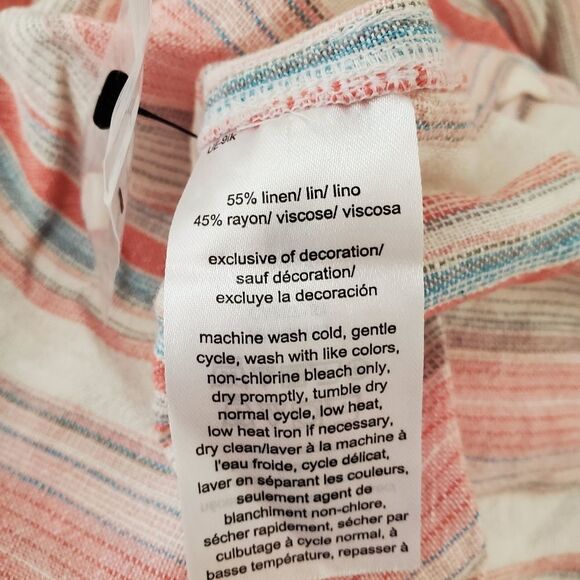 55% linen/ lin/ lino
45% rayon/ viscose/ viscosa
exclusive of decoration/
sauf décoration/
excluye la decoración
machine wash cold, gentle
cycle, wash with like colors,
non-chlorine bleach only,
dry promptly, tumble dry
normal cycle, low heat,
low heat iron If necessary,
dry clean/laver à la machine à
l'eau froide, cycle délicat,
laver en séparant les couleurs,
seulement agent de
blanchiment non-chlore,
sécher rapidement, sécher par
culbutage à cycle normal, à
basse température, repasser à